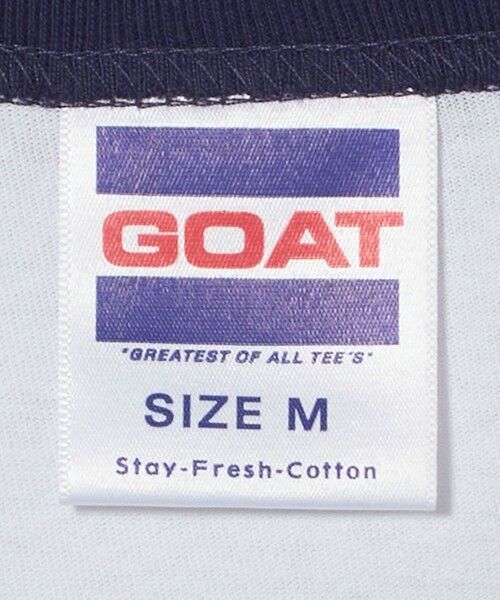 GOAT
"GREATEST OF ALL TEE'S"
SIZE M
Stay-Fresh-Cotton